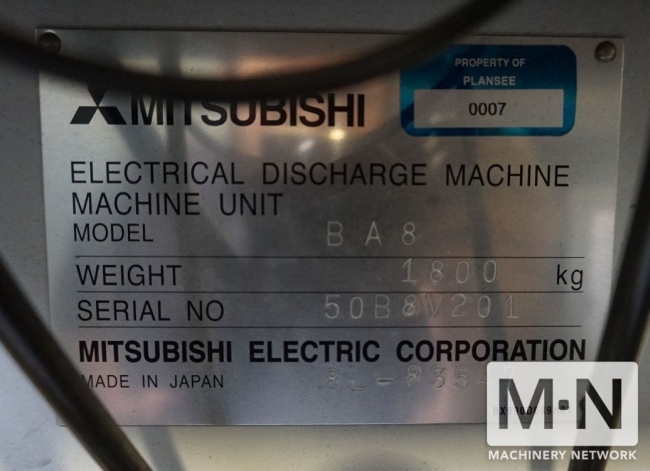 PROPERTY OF
PLANSEE
0007
MITSUBISHI
ELECTRICAL DISCHARGE MACHINE
MACHINE UNIT
MODEL BA8
WEIGHT 1800 kg
SERIAL NO 50B8V201
MITSUBISHI ELECTRIC CORPORATION
MADE IN JAPAN
M·N
MACHINERY NETWORK